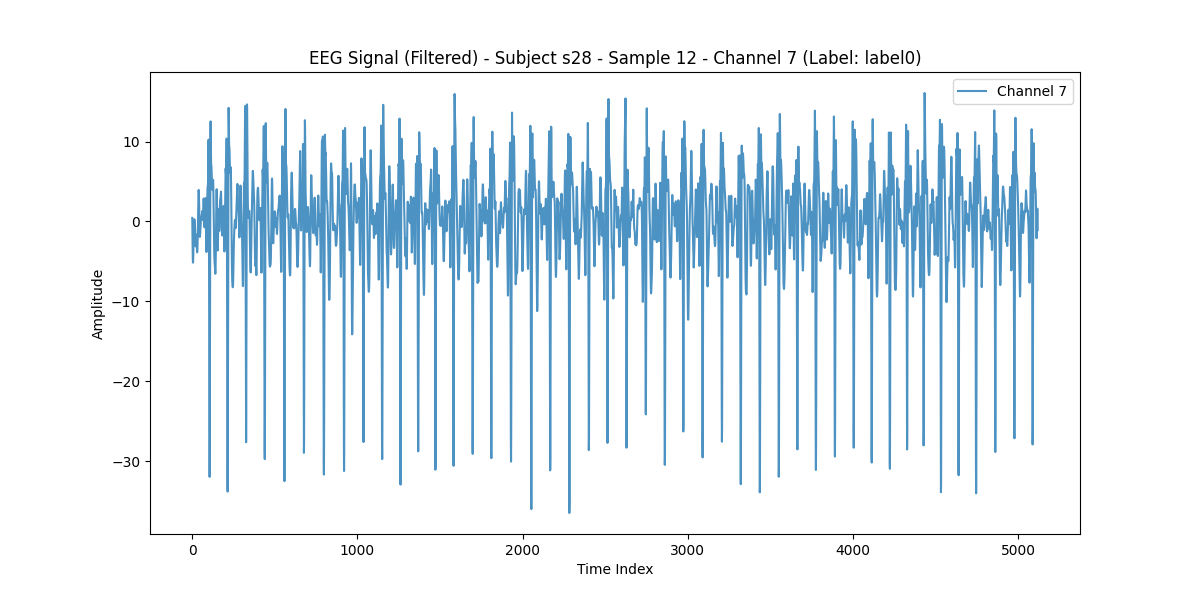 EEG Signal (Filtered) - Subject s28 - Sample 12 - Channel 7 (Label: label0)
Channel 7
10
0
−10
−20
−30
Amplitude
0 1000 2000 3000 4000 5000
Time Index